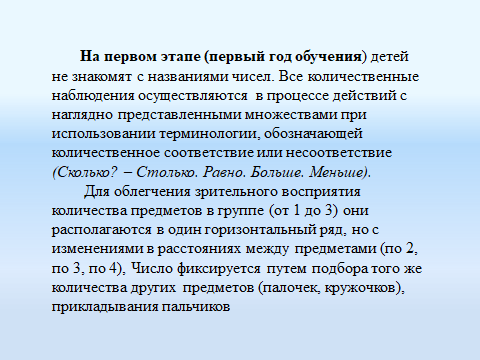 На первом этапе (первый год обучения) детей
не знакомят с названиями чисел. Все количественные
наблюдения осуществляются в процессе действий с
наглядно представленными множествами при
использовании терминологии, обозначающей
количественное соответствие или несоответствие
(Сколько? – Столько. Равно. Больше. Меньше).
Для облегчения зрительного восприятия
количества предметов в группе (от 1 до 3) они
располагаются в один горизонтальный ряд, но с
изменениями в расстояниях между предметами (по 2,
по 3, по 4), Число фиксируется путем подбора того же
количества других предметов (палочек, кружочков),
прикладывания пальчиков